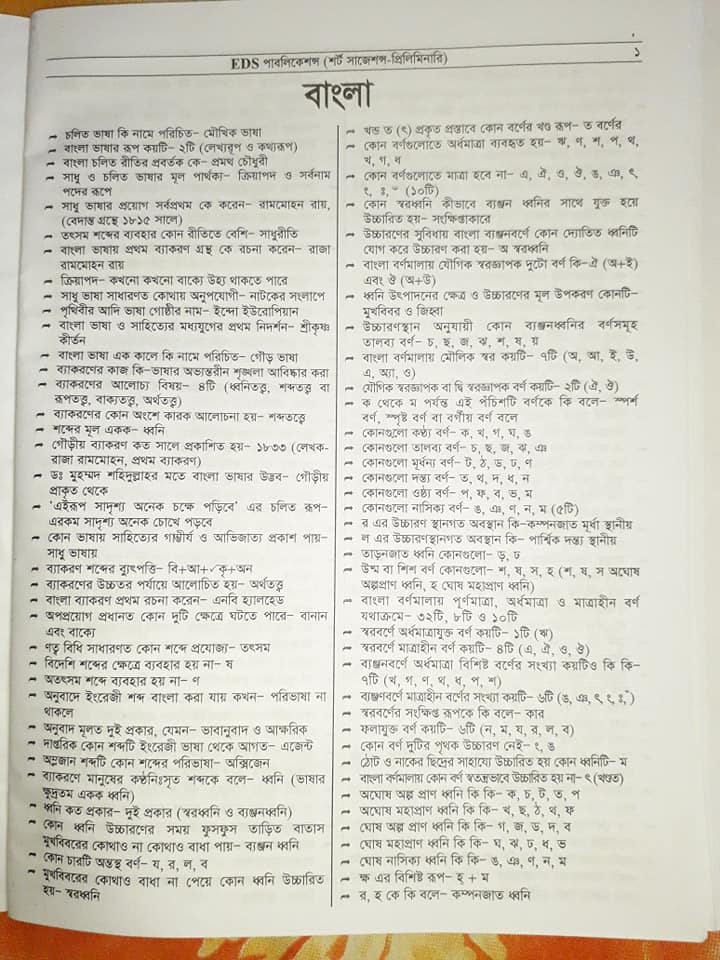 EDS পাবলিকেশন্স (শর্ট সাজেশন্স-প্রিলিমিনারি)
১
বাংলা
➡ চলিত ভাষা কি নামে পরিচিত– মৌখিক ভাষা
➡ বাংলা ভাষার রূপ কয়টি– ২টি (লেখ্যরূপ ও কথ্যরূপ)
➡ বাংলা চলিত রীতির প্রবর্তক কে– প্রমথ চৌধুরী
➡ সাধু ও চলিত ভাষার মূল পার্থক্য– ক্রিয়াপদ ও সর্বনাম
পদের রূপে
➡ সাধু ভাষার প্রয়োগ সর্বপ্রথম কে করেন– রামমোহন রায়,
(বেদান্ত গ্রন্থে ১৮১৫ সালে)
➡ তৎসম শব্দের ব্যবহার কোন রীতিতে বেশি– সাধুরীতি
➡ বাংলা ভাষায় প্রথম ব্যাকরণ গ্রন্থ কে রচনা করেন– রাজা
রামমোহন রায়
➡ ক্রিয়াপদ– কখনো কখনো বাক্যে উহ্য থাকতে পারে
➡ সাধু ভাষা সাধারণত কোথায় অনুপযোগী– নাটকের সংলাপে
➡ পৃথিবীর আদি ভাষা গোষ্ঠীর নাম– ইন্দো ইউরোপিয়ান
➡ বাংলা ভাষা ও সাহিত্যের মধ্যযুগের প্রথম নিদর্শন– শ্রীকৃষ্ণ
কীর্তন
➡ বাংলা ভাষা এক কালে কি নামে পরিচিত– গৌড় ভাষা
➡ ব্যাকরণের কাজ কি–ভাষার অভ্যন্তরীন শৃঙ্খলা আবিষ্কার করা
➡ ব্যাকরণের আলোচ্য বিষয়– ৪টি (ধ্বনিতত্ত্ব, শব্দতত্ত্ব বা
রূপতত্ত্ব, বাক্যতত্ত্ব, অর্থতত্ত্ব)
➡ ব্যাকরণের কোন অংশে কারক আলোচনা হয়– শব্দতত্ত্বে
➡ শব্দের মূল একক– ধ্বনি
➡ গৌড়ীয় ব্যাকরণ কত সালে প্রকাশিত হয়– ১৮৩৩ (লেখক-
রাজা রামমোহন, প্রথম ব্যাকরণ)
➡ ডঃ মুহম্মদ শহিদুল্লাহর মতে বাংলা ভাষার উদ্ভব– গৌড়ীয়
প্রাকৃত থেকে
➡ ‘এইরূপ সাদৃশ্য অনেক চক্ষে পড়িবে’ এর চলিত রূপ–
এরকম সাদৃশ্য অনেক চোখে পড়বে
➡ কোন ভাষায় সাহিত্যের গাম্ভীর্য ও আভিজাত্য প্রকাশ পায়–
সাধু ভাষায়
➡ ব্যাকরণ শব্দের ব্যুৎপত্তি– বি+আ+√কৃ+অন
➡ ব্যাকরণের উচ্চতর পর্যায়ে আলোচিত হয়– অর্থতত্ত্ব
➡ বাংলা ব্যাকরণ প্রথম রচনা করেন– এনবি হ্যালহেড
➡ অপপ্রয়োগ প্রধানত কোন দুটি ক্ষেত্রে ঘটতে পারে– বানান
এবং বাক্যে
➡ ণত্ব বিধি সাধারণত কোন শব্দে প্রযোজ্য– তৎসম
➡ বিদেশি শব্দের ক্ষেত্রে ব্যবহার হয় না– ষ
➡ অতৎসম শব্দে ব্যবহার হয় না– ণ
➡ অনুবাদে ইংরেজী শব্দ বাংলা করা যায় কখন– পরিভাষা না
থাকলে
➡ অনুবাদ মূলত দুই প্রকার, যেমন– ভাবানুবাদ ও আক্ষরিক
➡ দাপ্তরিক কোন শব্দটি ইংরেজী ভাষা থেকে আগত– এজেন্ট
➡ অম্লজান শব্দটি কোন শব্দের পরিভাষা– অক্সিজেন
➡ ব্যাকরণে মানুষের কণ্ঠনিঃসৃত শব্দকে বলে– ধ্বনি (ভাষার
ক্ষুদ্রতম একক ধ্বনি)
➡ ধ্বনি কত প্রকার– দুই প্রকার (স্বরধ্বনি ও ব্যঞ্জনধ্বনি)
➡ কোন ধ্বনি উচ্চারণের সময় ফুসফুস তাড়িত বাতাস
মুখবিবরের কোথাও না কোথাও বাধা পায়– ব্যঞ্জন ধ্বনি
➡ কোন চারটি অন্তস্থ বর্ণ– য, র, ল, ব
➡ মুখবিবরের কোথাও বাধা না পেয়ে কোন ধ্বনি উচ্চারিত
হয়– স্বরধ্বনি
➡ খন্ড ত (ৎ) প্রকৃত প্রস্তাবে কোন বর্ণের খণ্ড রূপ– ত বর্ণের
➡ কোন বর্ণগুলোতে অর্ধমাত্রা ব্যবহৃত হয়– ঋ, ণ, শ, প, থ,
খ, গ, ধ
➡ কোন বর্ণগুলোতে মাত্রা হবে না– এ, ঐ, ও, ঔ, ঙ, ঞ, ৎ,
ং, ঃ, ঁ (১০টি)
➡ কোন স্বরধ্বনি কীভাবে ব্যঞ্জন ধ্বনির সাথে যুক্ত হয়ে
উচ্চারিত হয়– সংক্ষিপ্তাকারে
➡ উচ্চারণের সুবিধায় বাংলা ব্যঞ্জনবর্ণে কোন দ্যোতিত ধ্বনিটি
যোগ করে উচ্চারণ করা হয়– অ স্বরধ্বনি
➡ বাংলা বর্ণমালায় যৌগিক স্বরজ্ঞাপক দুটো বর্ণ কি–ঐ (অ+ই)
এবং ঔ (অ+উ)
➡ ধ্বনি উৎপাদনের ক্ষেত্র ও উচ্চারণের মূল উপকরণ কোনটি–
মুখবিবর ও জিহ্বা
➡ উচ্চারণস্থান অনুযায়ী কোন ব্যঞ্জনধ্বনির বর্ণসমূহ
তালব্য বর্ণ– চ, ছ, জ, ঝ, শ, ষ, য়
➡ বাংলা বর্ণমালায় মৌলিক স্বর কয়টি– ৭টি (অ, আ, ই, উ,
এ, অ্যা, ও)
➡ যৌগিক স্বরজ্ঞাপক বা দ্বি স্বরজ্ঞাপক বর্ণ কয়টি– ২টি (ঐ, ঔ)
➡ ক থেকে ম পর্যন্ত এই পঁচিশটি বর্ণকে কি বলে– স্পর্শ
বর্ণ, স্পৃষ্ট বর্ণ বা বর্গীয় বর্ণ বলে
➡ কোনগুলো কন্ঠ্য বর্ণ– ক, খ, গ, ঘ, ঙ
➡ কোনগুলো তালব্য বর্ণ– চ, ছ, জ, ঝ, ঞ
➡ কোনগুলো মূর্ধন্য বর্ণ– ট, ঠ, ড, ঢ, ণ
➡ কোনগুলো দন্ত্য বর্ণ– ত, থ, দ, ধ, ন
➡ কোনগুলো ওষ্ঠ্য বর্ণ– প, ফ, ব, ভ, ম
➡ কোনগুলো নাসিক্য বর্ণ– ঙ, ঞ, ণ, ন, ম (৫টি)
➡ র এর উচ্চারণ স্থানগত অবস্থান কি–কম্পনজাত মূর্ধা স্থানীয়
➡ ল এর উচ্চারণস্থানগত অবস্থান কি– পার্শ্বিক দন্ত্য স্থানীয়
➡ তাড়নজাত ধ্বনি কোনগুলো– ড়, ঢ়
➡ উষ্ম বা শিশ বর্ণ কোনগুলো– শ, ষ, স, হ (শ, ষ, স অঘোষ
অল্পপ্রাণ ধ্বনি, হ ঘোষ মহাপ্রাণ ধ্বনি)
➡ বাংলা বর্ণমালায় পূর্ণমাত্রা, অর্ধমাত্রা ও মাত্রাহীন বর্ণ
যথাক্রমে– ৩২টি, ৮টি ও ১০টি
➡ স্বরবর্ণে অর্ধমাত্রাযুক্ত বর্ণ কয়টি– ১টি (ঋ)
➡ স্বরবর্ণে মাত্রাহীন বর্ণ কয়টি– ৪টি (এ, ঐ, ও, ঔ)
➡ ব্যঞ্জনবর্ণে অর্ধমাত্রা বিশিষ্ট বর্ণের সংখ্যা কয়টিও কি কি–
৭টি (খ, গ, ণ, থ, ধ, প, শ)
➡ ব্যঞ্জনবর্ণে মাত্রাহীন বর্ণের সংখ্যা কয়টি– ৬টি (ঙ, ঞ, ৎ, ং, ঃ, ঁ)
➡ স্বরবর্ণের সংক্ষিপ্ত রূপকে কি বলে– কার
➡ ফলাযুক্ত বর্ণ কয়টি– ৬টি (ন, ম, য, র, ল, ব)
➡ কোন বর্ণ দুটির পৃথক উচ্চারণ নেই– ং, ঙ
➡ ঠোট ও নাকের ছিদ্রের সাহায্যে উচ্চারিত হয় কোন ধ্বনিটি– ম
➡ বাংলা বর্ণমালায় কোন বর্ণ স্বতন্ত্রভাবে উচ্চারিত হয় না– ৎ (খণ্ডত)
➡ অঘোষ অল্প প্রাণ ধ্বনি কি কি– ক, চ, ট, ত, প
➡ অঘোষ মহাপ্রাণ ধ্বনি কি কি– খ, ছ, ঠ, থ, ফ
➡ ঘোষ অল্প প্রাণ ধ্বনি কি কি– গ, জ, ড, দ, ব
➡ ঘোষ মহাপ্রাণ ধ্বনি কি কি– ঘ, ঝ, ঢ, ধ, ভ
➡ ঘোষ নাসিক্য ধ্বনি কি কি– ঙ, ঞ, ণ, ন, ম
➡ ক্ষ এর বিশিষ্ট রূপ– হ্ + ম
➡ র, হ কে কি বলে– কম্পনজাত ধ্বনি